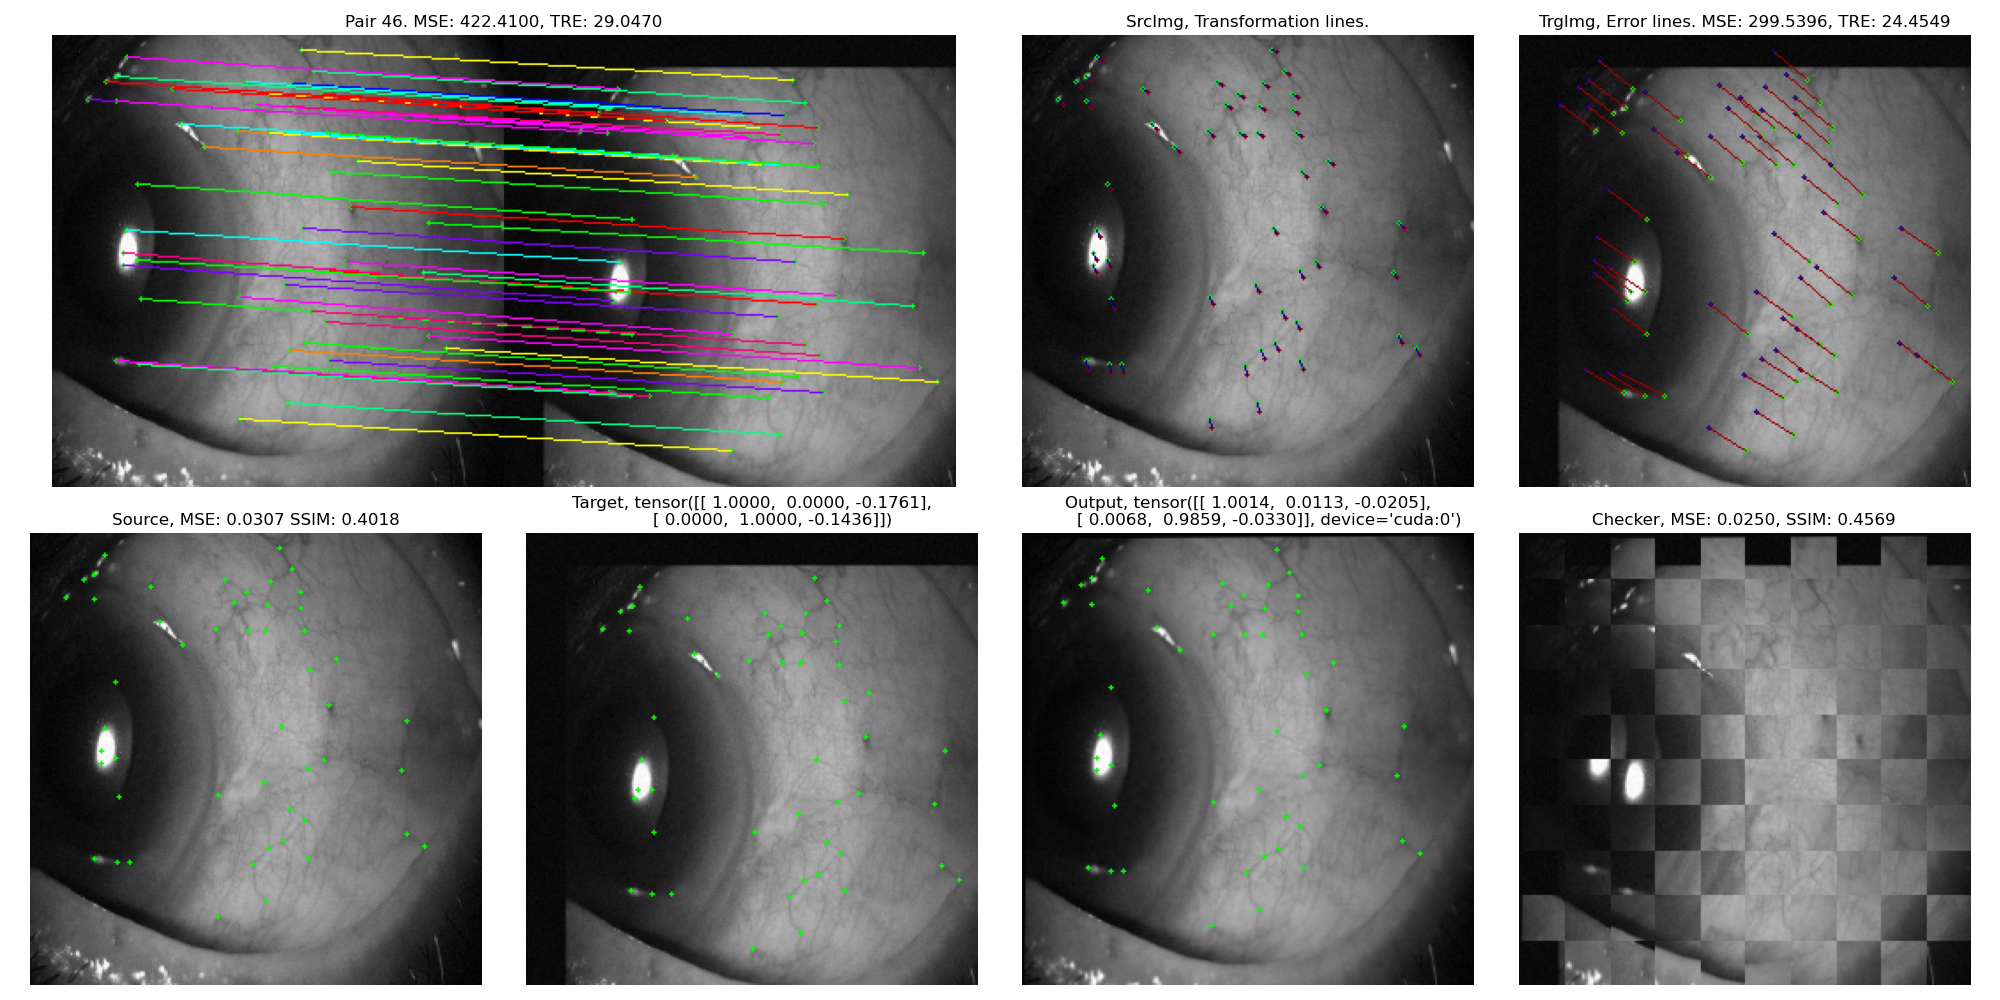 Pair 46. MSE: 422.4100, TRE: 29.0470
SrcImg, Transformation lines.
TrgImg, Error lines. MSE: 299.5396, TRE: 24.4549
Source, MSE: 0.0307 SSIM: 0.4018
Target, tensor([[ 1.0000, 0.0000, -0.1761],
[ 0.0000, 1.0000, -0.1436]])
Output, tensor([[ 1.0014, 0.0113, -0.0205],
[ 0.0068, 0.9859, -0.0330]], device='cuda:0')
Checker, MSE: 0.0250, SSIM: 0.4569